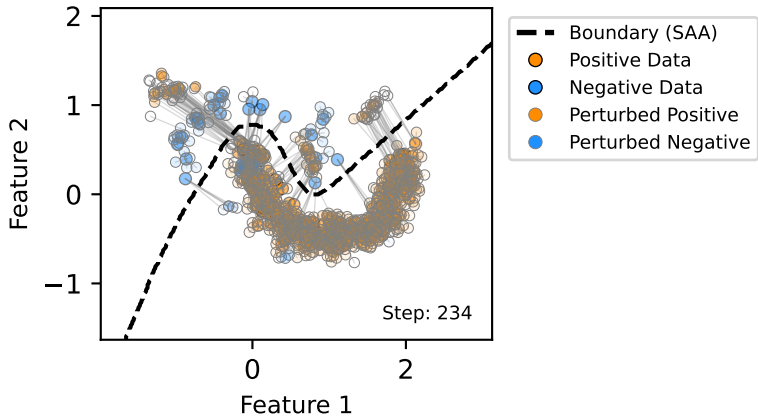 2
1
0
−1
Feature 2
0
2
Feature 1
Step: 234
Boundary (SAA)
Positive Data
Negative Data
Perturbed Positive
Perturbed Negative